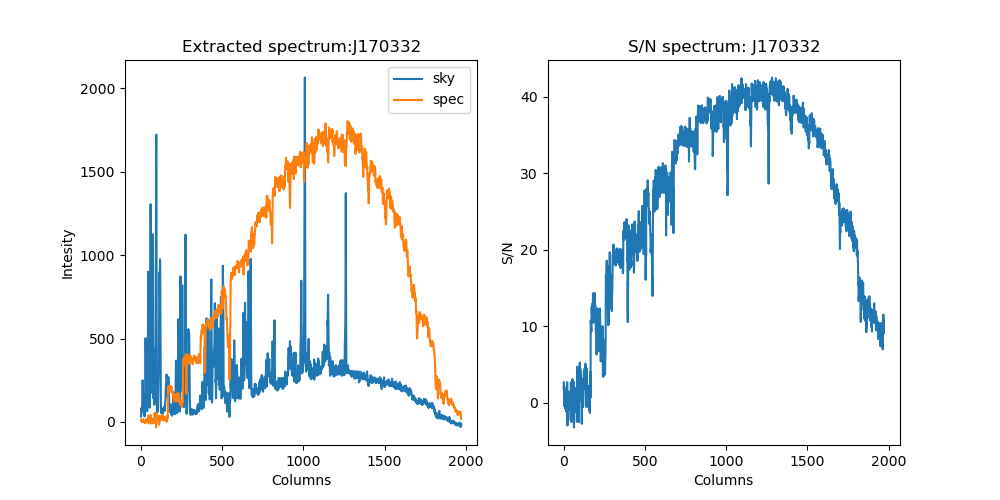 Extracted spectrum:J170332
sky
spec
2000
1500
1000
500
0
Intesity
0 500 1000 1500 2000
Columns
S/N spectrum: J170332
40
30
20
10
0
S/N
0 500 1000 1500 2000
Columns